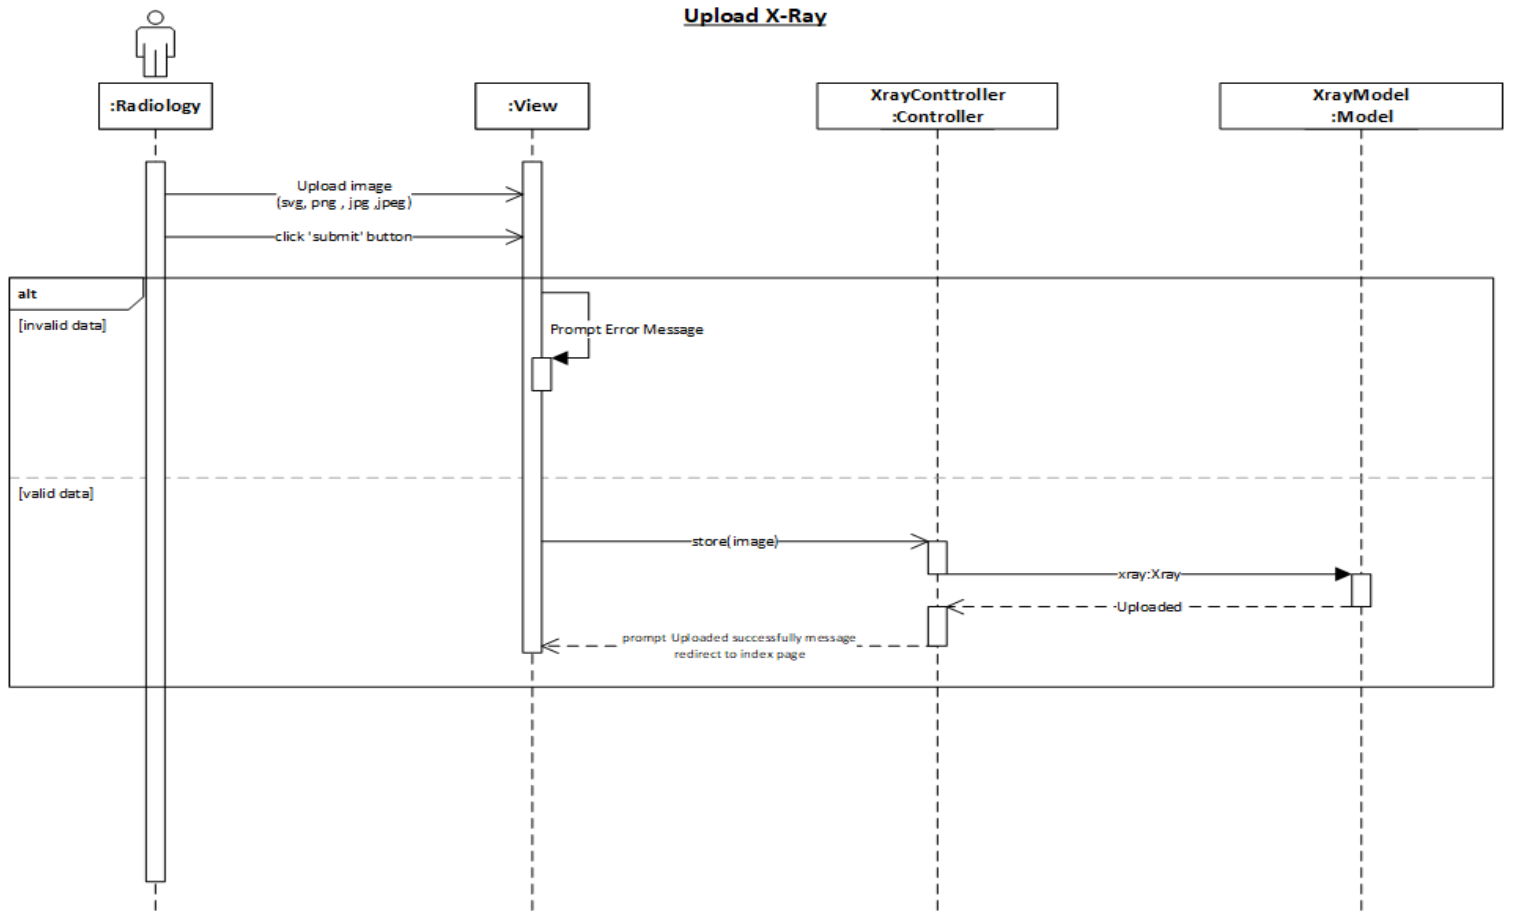 Upload X-Ray
:Radiology
:View
XrayConttroller
:Controller
XrayModel
:Model
Upload image
(svg, png , jpg ,jpeg)
click 'submit' button
alt
[invalid data]
Prompt Error Message
[valid data]
store(image)
xray:Xray
-Uploaded
prompt Uploaded successfully message
redirect to index page